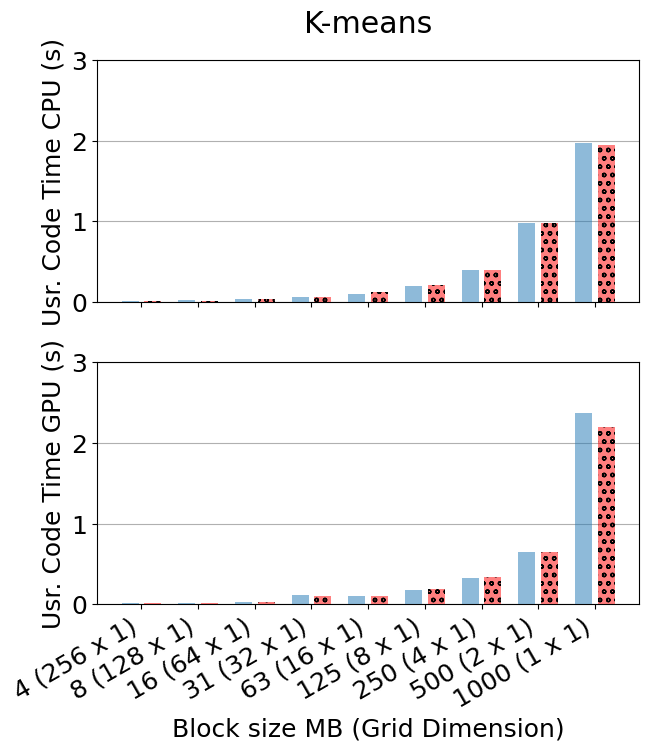 K-means
Usr. Code Time CPU (s)
3
2
1
0
Usr. Code Time GPU (s)
3
2
1
0
4 (256 x 1)
8 (128 x 1)
16 (64 x 1)
31 (32 x 1)
63 (16 x 1)
125 (8 x 1)
250 (4 x 1)
500 (2 x 1)
1000 (1 x 1)
Block size MB (Grid Dimension)